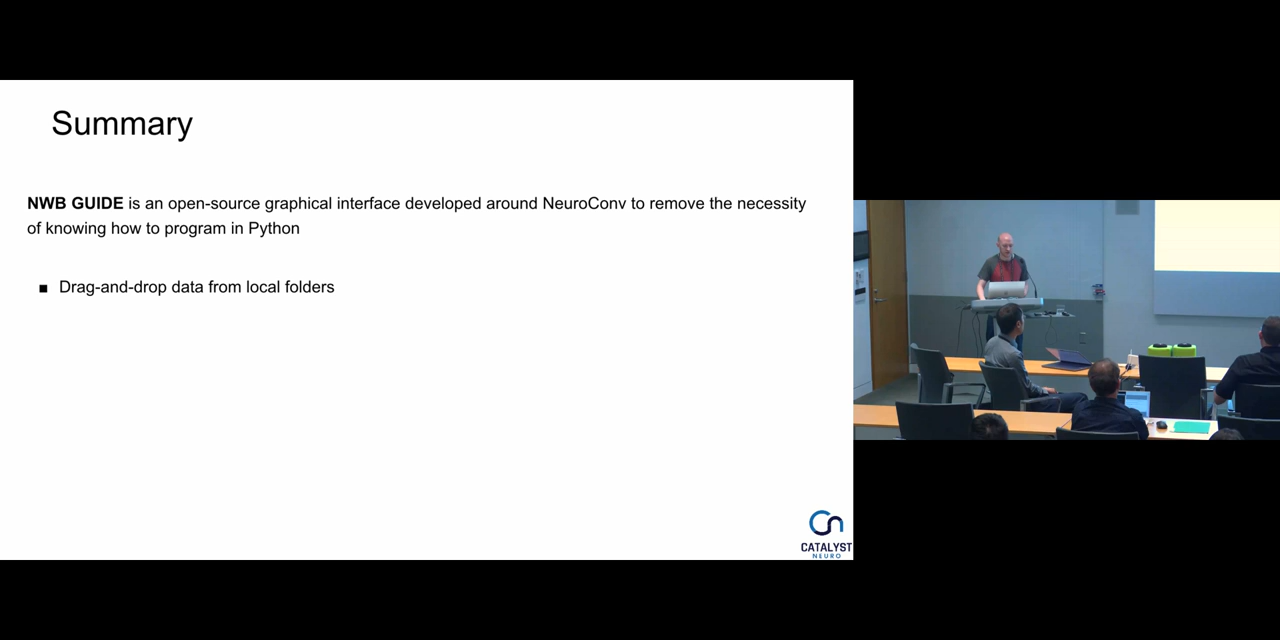 Summary
NWB GUIDE is an open-source graphical interface developed around NeuroConv to remove the necessity
of knowing how to program in Python
■ Drag-and-drop data from local folders
CATALYST
NEURO